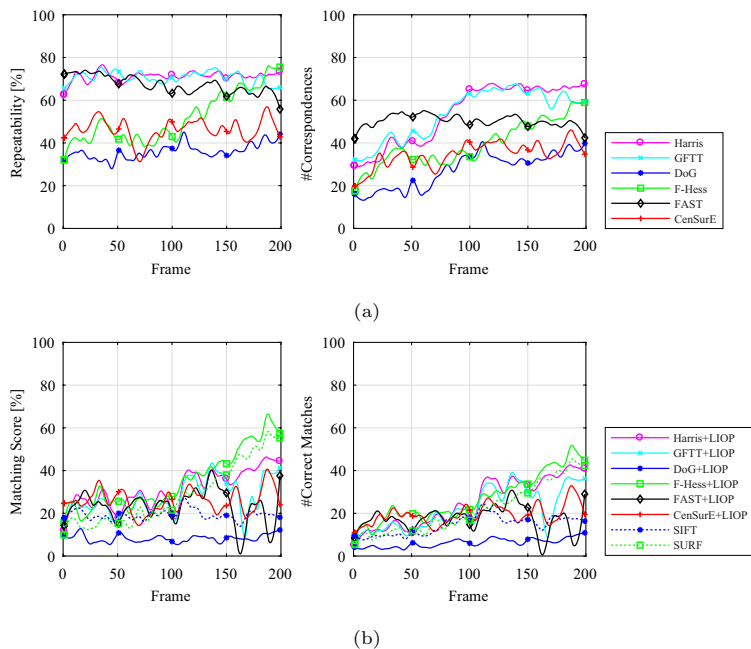 Repeatability [%]
100
80
60
40
20
0
0 50 100 150 200
Frame
#Correspondences
100
80
60
40
20
0
0 50 100 150 200
Frame
Harris
GFTT
DoG
F-Hess
FAST
CenSurE
(a)
Matching Score [%]
100
80
60
40
20
0
0 50 100 150 200
Frame
#Correct Matches
100
80
60
40
20
0
0 50 100 150 200
Frame
Harris+LIOP
GFTT+LIOP
DoG+LIOP
F-Hess+LIOP
FAST+LIOP
CenSurE+LIOP
SIFT
SURF
(b)